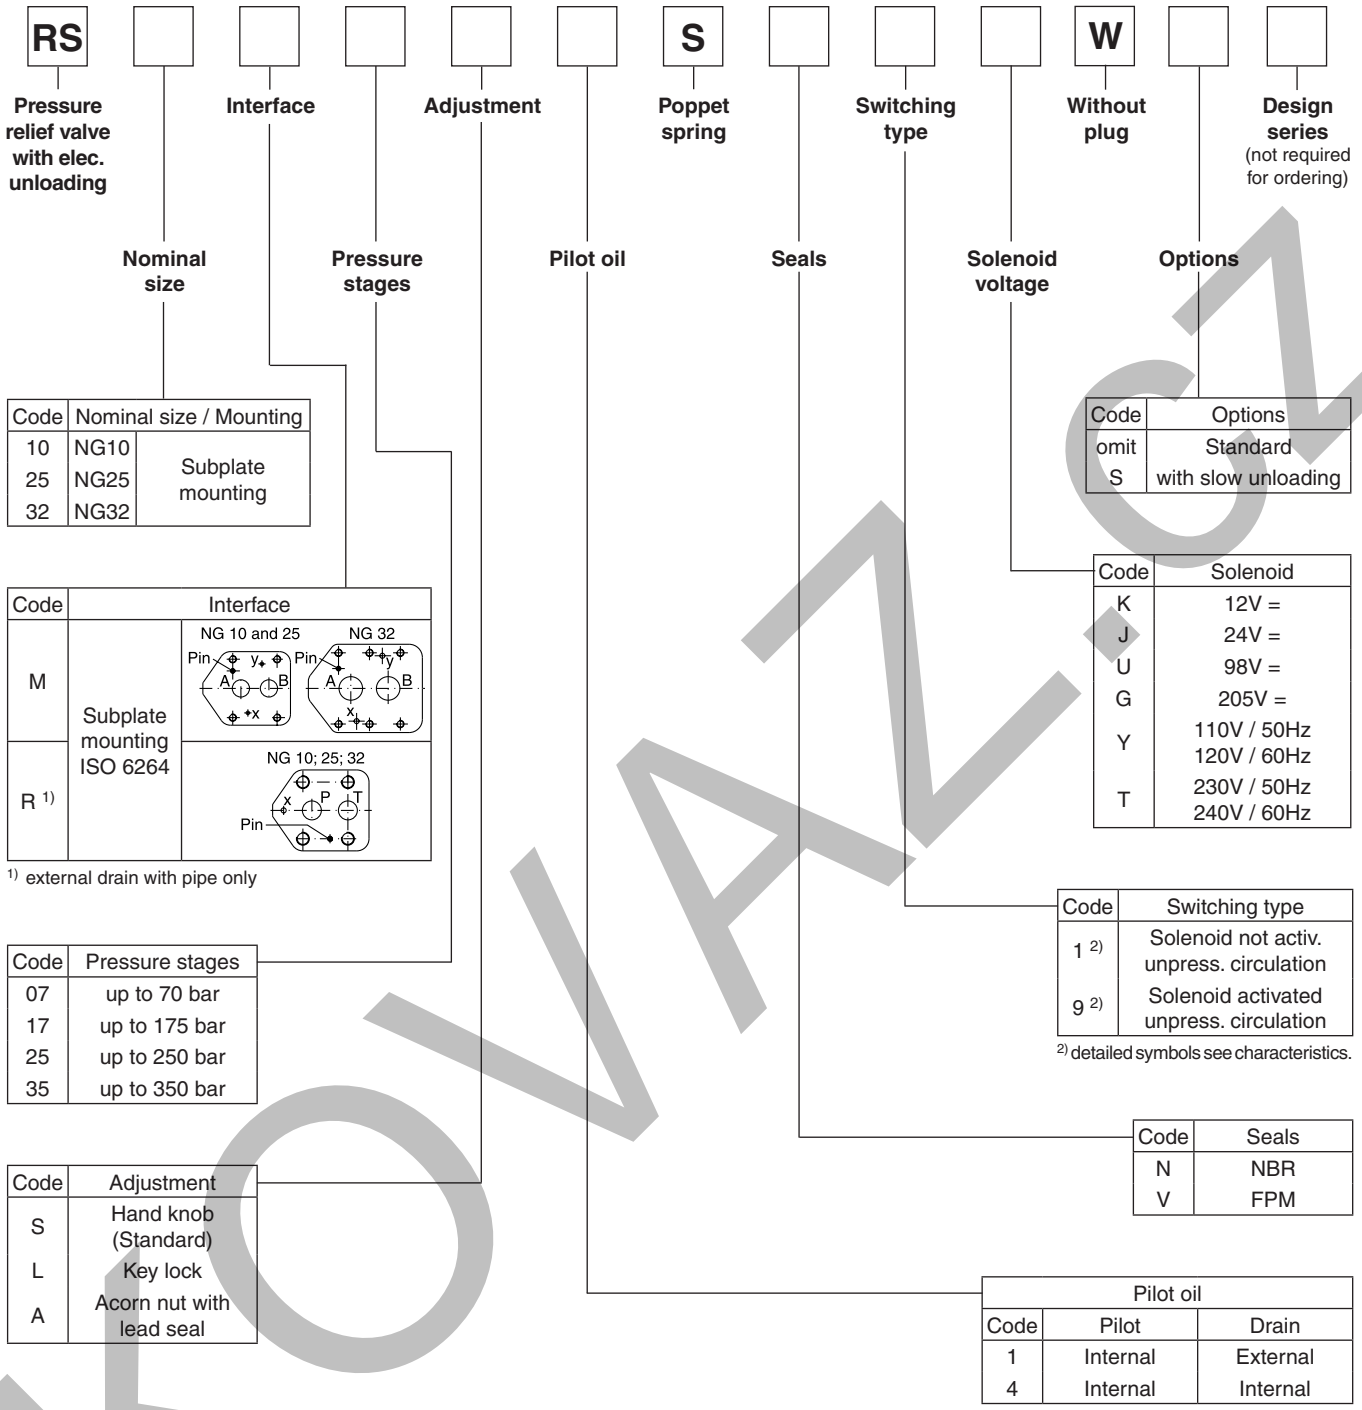 RS S W
Pressure
relief valve
with elec.
unloading
Interface
Adjustment
Poppet
spring
Switching
type
Without
plug
Design
series
(not required
for ordering)
Nominal
size
Pressure
stages
Pilot oil
Seals
Solenoid
voltage
Options
Code Nominal size / Mounting
10 NG10
25 NG25
32 NG32
Subplate
mounting
Code Options
omit Standard
S with slow unloading
Code Interface
M
Subplate
mounting
ISO 6264
NG 10 and 25 NG 32
Pin y Pin y
A B A B
x x
R 1)
NG 10; 25; 32
x P T
Pin
1) external drain with pipe only
Code Solenoid
K 12V =
J 24V =
U 98V =
G 205V =
Y 110V / 50Hz
120V / 60Hz
T 230V / 50Hz
240V / 60Hz
Code Switching type
1 2) Solenoid not activ.
unpress. circulation
9 2) Solenoid activated
unpress. circulation
2) detailed symbols see characteristics.
Code Pressure stages
07 up to 70 bar
17 up to 175 bar
25 up to 250 bar
35 up to 350 bar
Code Seals
N NBR
V FPM
Code Adjustment
S Hand knob
(Standard)
L Key lock
A Acorn nut with
lead seal
Pilot oil
Code Pilot Drain
1 Internal External
4 Internal Internal
KOVAZ.cz